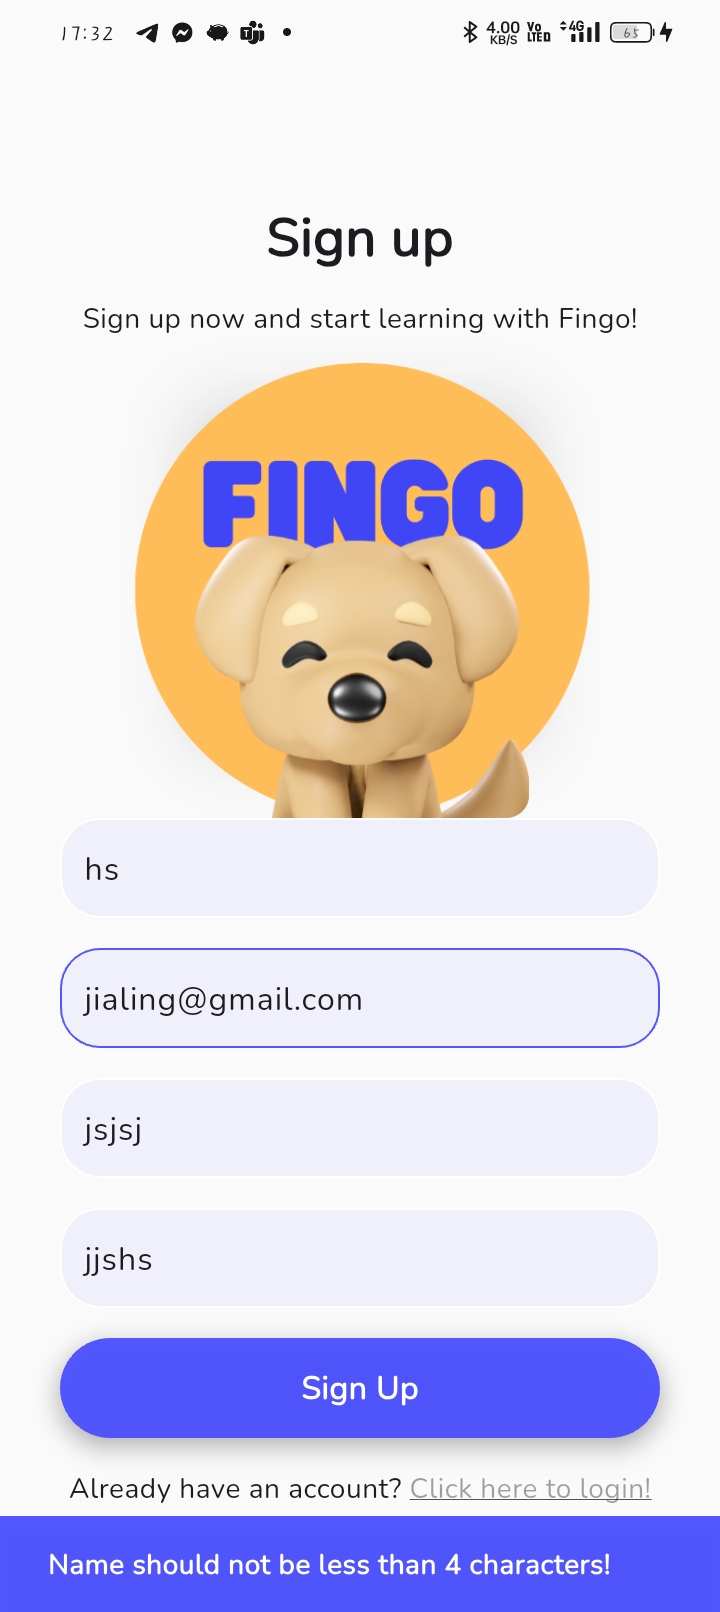 17:32 4.00 KB/S Vo LTE D 4G 65
Sign up
Sign up now and start learning with Fingo!
FINGO
hs
jialing@gmail.com
jsjsj
jjshs
Sign Up
Already have an account? Click here to login!
Name should not be less than 4 characters!